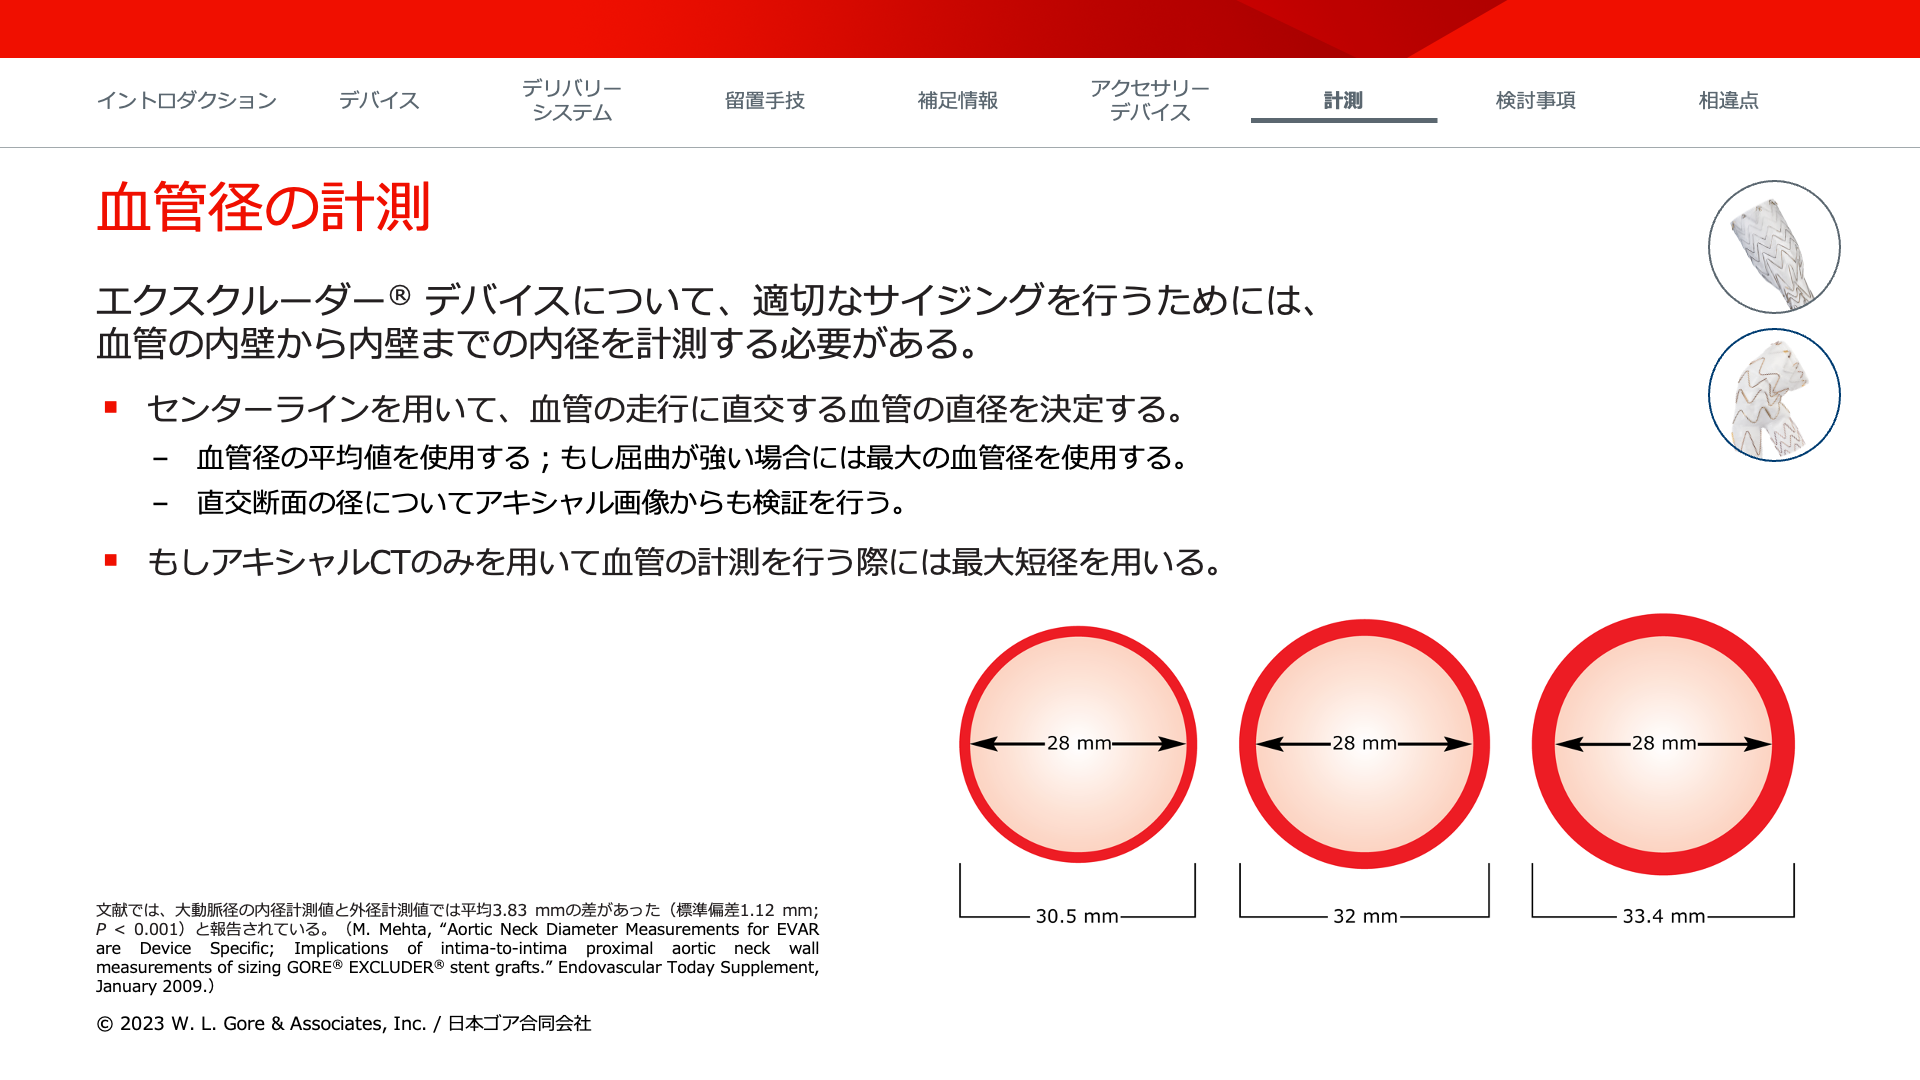 イントロダクション
デバイス
デリバリー
システム
留置手技
補足情報
アクセサリー
デバイス
計測
検討事項
相違点
血管径の計測
エクスクルーダー® デバイスについて、適切なサイジングを行うためには、
血管の内壁から内壁までの内径を計測する必要がある。
▪ センターラインを用いて、血管の走行に直交する血管の直径を決定する。
– 血管径の平均値を使用する；もし屈曲が強い場合には最大の血管径を使用する。
– 直交断面の径についてアキシャル画像からも検証を行う。
▪ もしアキシャルCTのみを用いて血管の計測を行う際には最大短径を用いる。
28 mm
28 mm
28 mm
30.5 mm
32 mm
33.4 mm
文献では、大動脈径の内径計測値と外径計測値では平均3.83 mmの差があった（標準偏差1.12 mm;
P < 0.001）と報告されている。（M. Mehta, “Aortic Neck Diameter Measurements for EVAR
are Device Specific; Implications of intima-to-intima proximal aortic neck wall
measurements of sizing GORE® EXCLUDER® stent grafts.” Endovascular Today Supplement,
January 2009.）
© 2023 W. L. Gore & Associates, Inc. / 日本ゴア合同会社